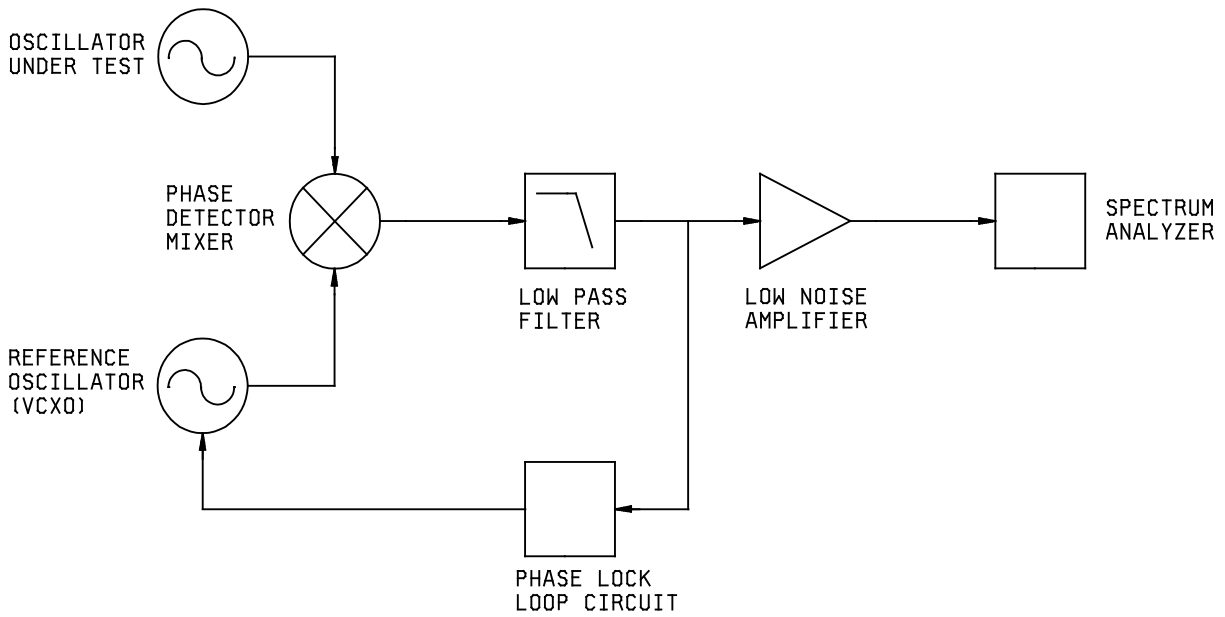 OSCILLATOR
UNDER TEST
PHASE
DETECTOR
MIXER
LOW PASS
FILTER
LOW NOISE
AMPLIFIER
SPECTRUM
ANALYZER
REFERENCE
OSCILLATOR
(VCXO)
PHASE LOCK
LOOP CIRCUIT